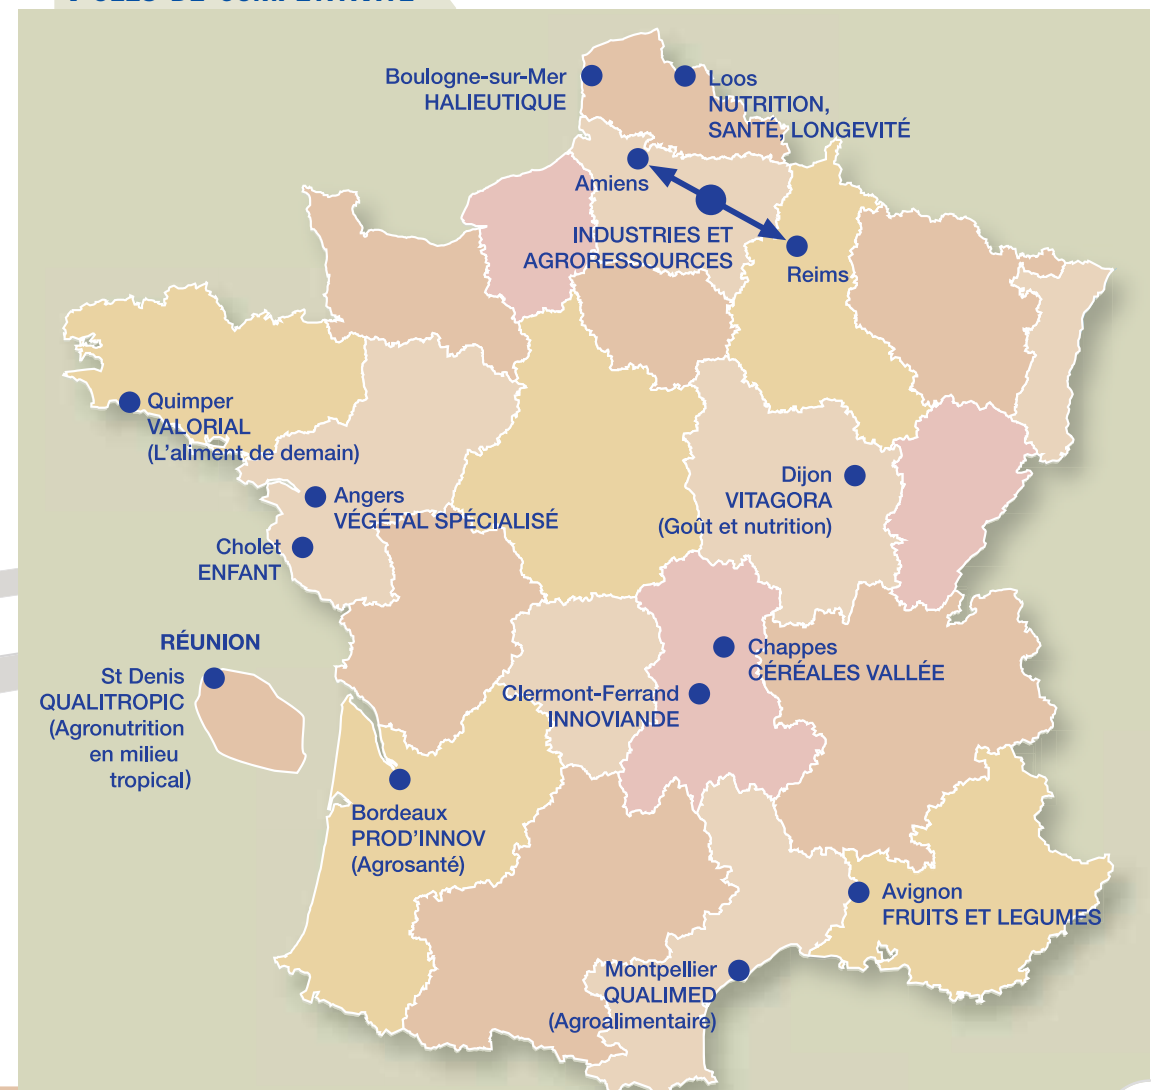 Boulogne-sur-Mer
HALIEUTIQUE
Loos
NUTRITION,
SANTÉ, LONGEVITÉ
Amiens
INDUSTRIES ET
AGRORESSOURCES
Reims
Quimper
VALORIAL
(L'aliment de demain)
Angers
VÉGÉTAL SPÉCIALISÉ
Cholet
ENFANT
Dijon
VITAGORA
(Goût et nutrition)
RÉUNION
St Denis
QUALITROPIC
(Agronutrition
en milieu
tropical)
Chappes
CÉRÉALES VALLÉE
Clermont-Ferrand
INNOVIANDE
Bordeaux
PROD'INNOV
(Agrosanté)
Avignon
FRUITS ET LEGUMES
Montpellier
QUALIMED
(Agroalimentaire)